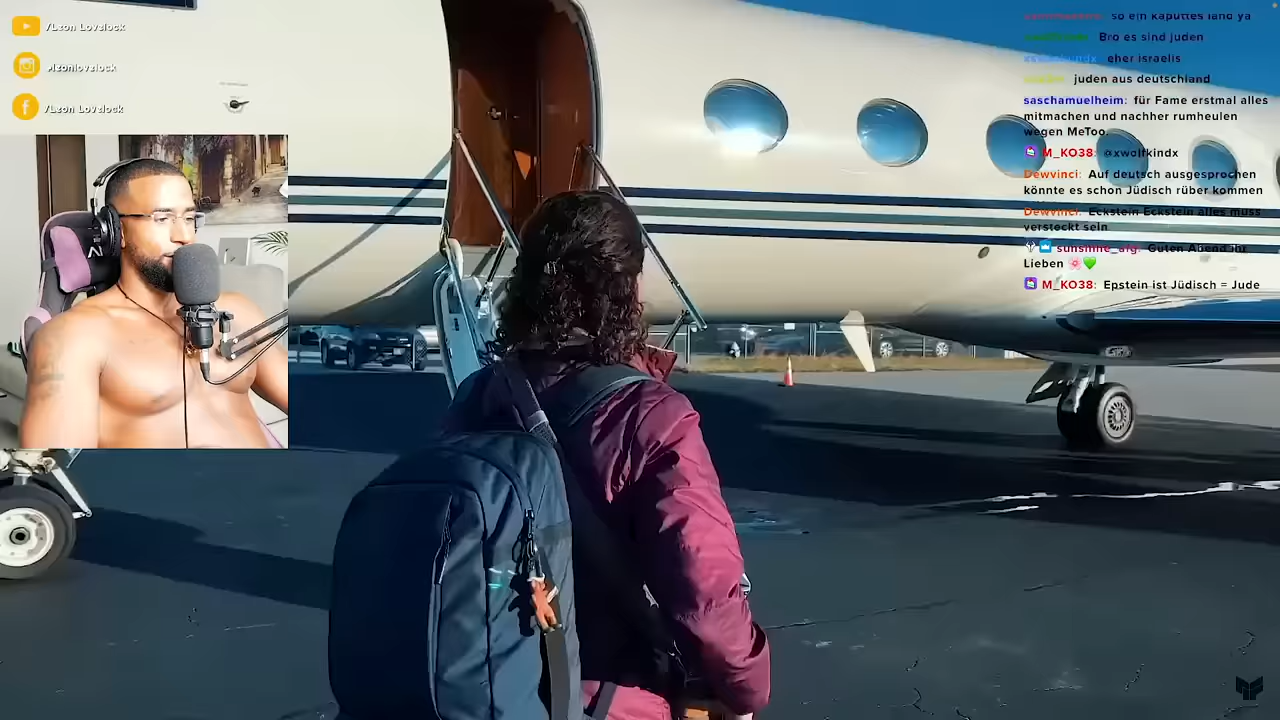 /Leon Lovelock
/leonlovelock
/Leon Lovelock
so ein kaputtes land ya
Bro es sind juden
eher israelis
juden aus deutschland
saschamuelheim: für Fame erstmal alles
mitmachen und nachher rumheulen
wegen MeToo.
M_KO38: @xwolfkindx
Dewvinci: Auf deutsch ausgesprochen
könnte es schon Jüdisch rüber kommen
Dewvinci: Eckstein Eckstein alles muss
versteckt sein
sunshine_afg: Guten Abend ihr
Lieben 🌸💚
M_KO38: Epstein ist Jüdisch = Jude